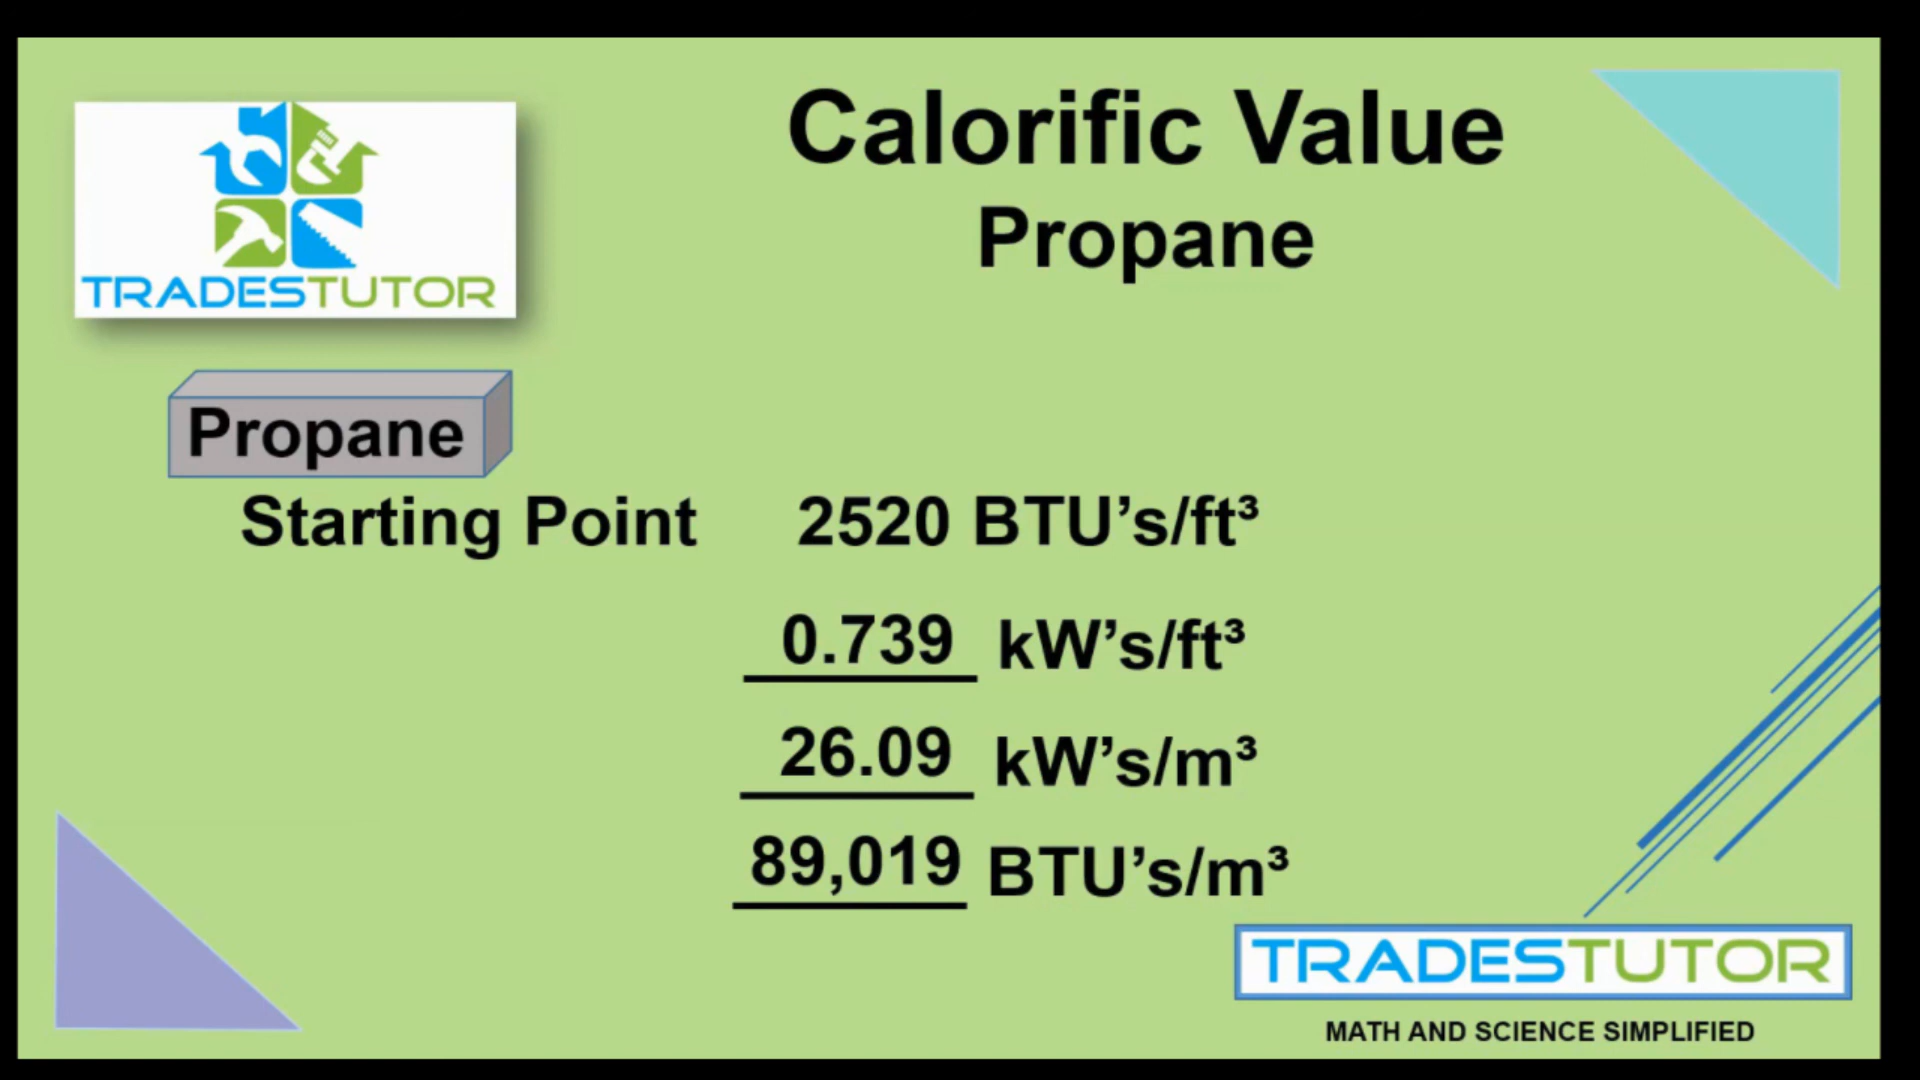 Calorific Value
Propane
TRADESTUTOR
Propane
Starting Point 2520 BTU’s/ft³
0.739 kW’s/ft³
26.09 kW’s/m³
89,019 BTU’s/m³
TRADESTUTOR
MATH AND SCIENCE SIMPLIFIED